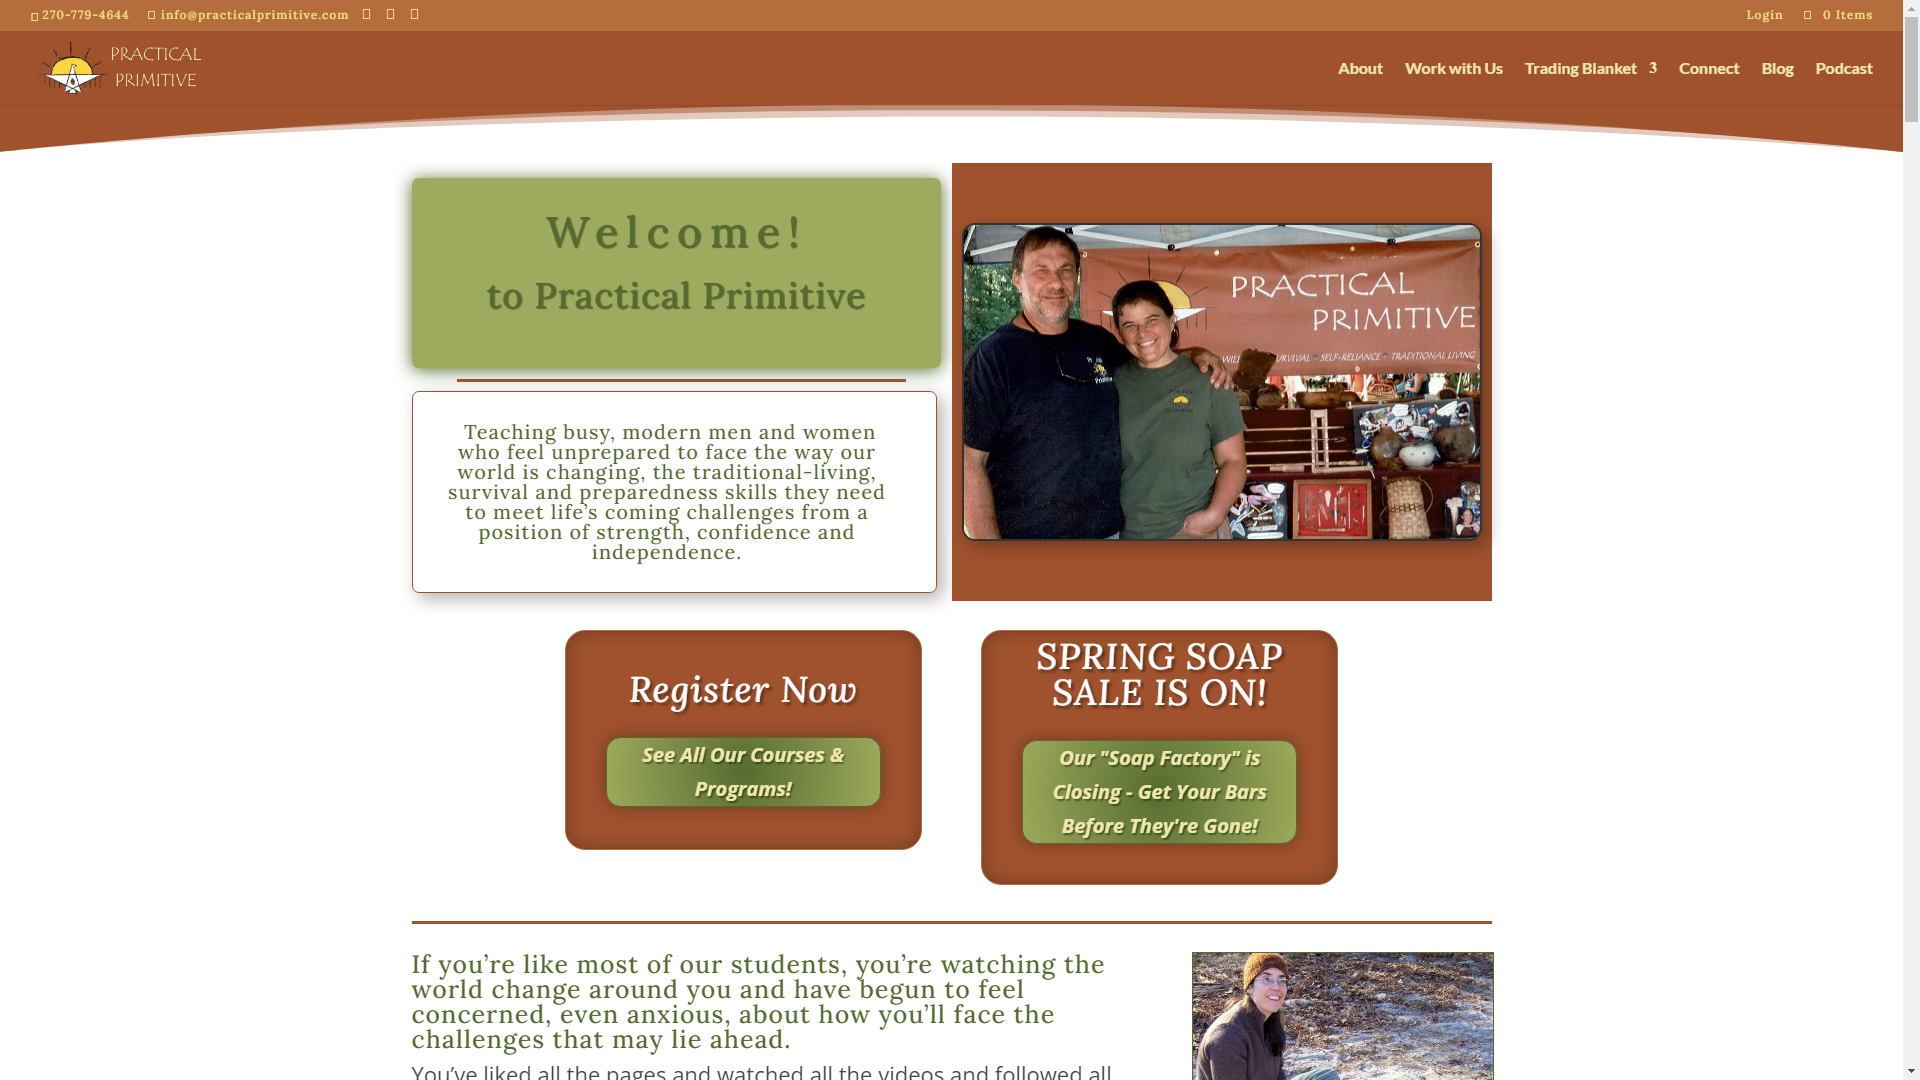 270-779-4644
info@practicalprimitive.com
Login
0 Items
PRACTICAL
PRIMITIVE
About
Work with Us
Trading Blanket
3
Connect
Blog
Podcast
Welcome!
to Practical Primitive
PRACTICAL
PRIMITIVE
SURVIVAL - SELF-RELIANCE - TRADITIONAL LIVING
Teaching busy, modern men and women
who feel unprepared to face the way our
world is changing, the traditional-living,
survival and preparedness skills they need
to meet life’s coming challenges from a
position of strength, confidence and
independence.
Register Now
See All Our Courses &
Programs!
SPRING SOAP
SALE IS ON!
Our "Soap Factory" is
Closing - Get Your Bars
Before They're Gone!
If you’re like most of our students, you’re watching the
world change around you and have begun to feel
concerned, even anxious, about how you’ll face the
challenges that may lie ahead.
You’ve liked all the pages and watched all the videos and followed all